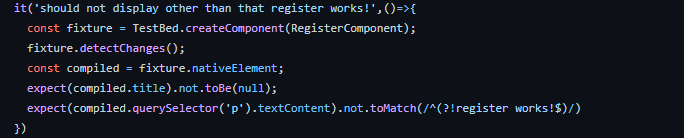 it('should not display other than that register works!',()=>{
const fixture = TestBed.createComponent(RegisterComponent);
fixture.detectChanges();
const compiled = fixture.nativeElement;
expect(compiled.title).not.toBe(null);
expect(compiled.querySelector('p').textContent).not.toMatch(/^(?!register works!$)/)
})